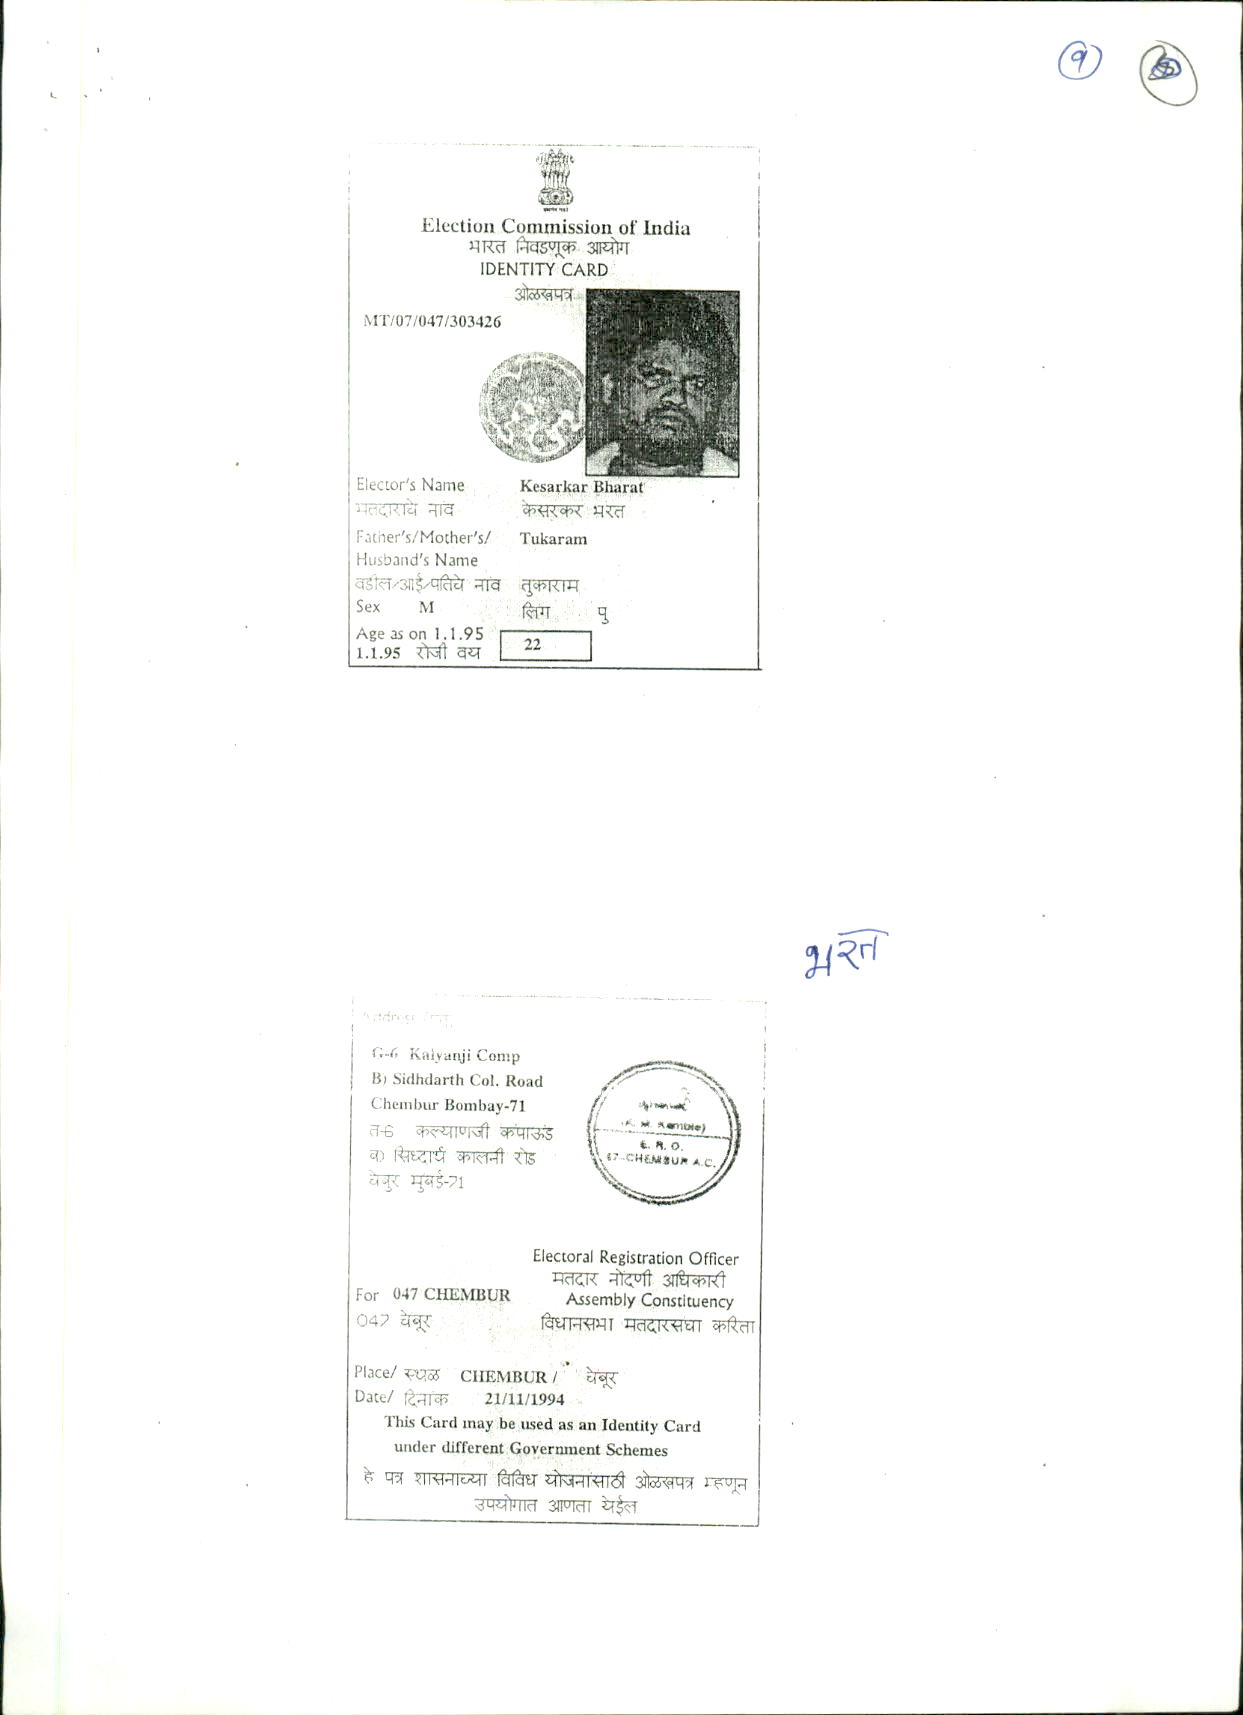 9
Election Commission of India
भारत निवडणूक आयोग
IDENTITY CARD
ओळखपत्र
MT/07/047/303426
Elector's Name Kesarkar Bharat
मतदाराचे नाव केसरकर भरत
Father's/Mother's/ Tukaram
Husband's Name
वडील/आई/पतिचे नाव तुकाराम
Sex M लिंग पु
Age as on 1.1.95 22
1.1.95 रोजी वय
भरत
Address
G-6 Kalyanji Comp
B) Sidhdarth Col. Road
Chembur Bombay-71
त-6 कल्याणजी कंपाऊंड
क) सिध्दार्थ कालनी रोड
चेंबुर मुंबई-71
(K. M. Kamble)
E. R. O.
47-CHEMBUR A.C.
Electoral Registration Officer
मतदार नोंदणी अधिकारी
For 047 CHEMBUR Assembly Constituency
047 चेंबूर विधानसभा मतदारसंघा करिता
Place/ स्थळ CHEMBUR / चेंबूर
Date/ दिनांक 21/11/1994
This Card may be used as an Identity Card
under different Government Schemes
हे पत्र शासनाच्या विविध योजनांसाठी ओळखपत्र म्हणून
उपयोगात आणता येईल